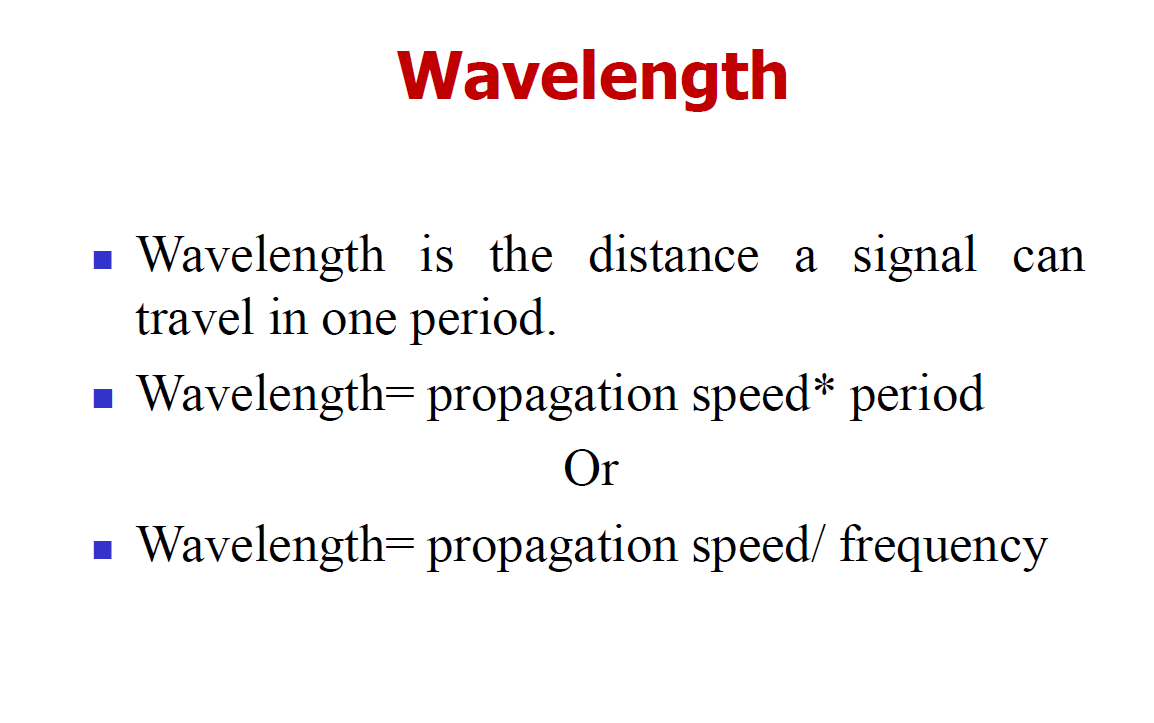 Wavelength
▪ Wavelength is the distance a signal can
travel in one period.
▪ Wavelength= propagation speed* period
Or
▪ Wavelength= propagation speed/ frequency